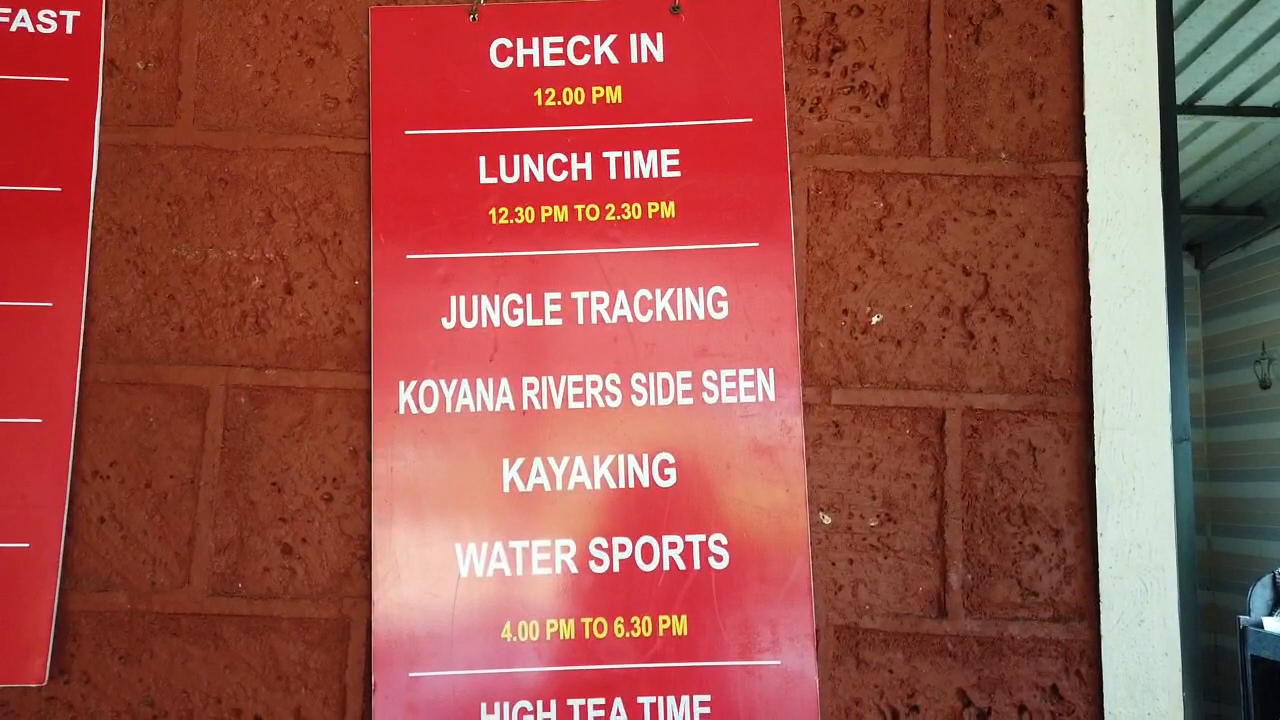 FAST
CHECK IN
12.00 PM
LUNCH TIME
12.30 PM TO 2.30 PM
JUNGLE TRACKING
KOYANA RIVERS SIDE SEEN
KAYAKING
WATER SPORTS
4.00 PM TO 6.30 PM
HIGH TEA TIME